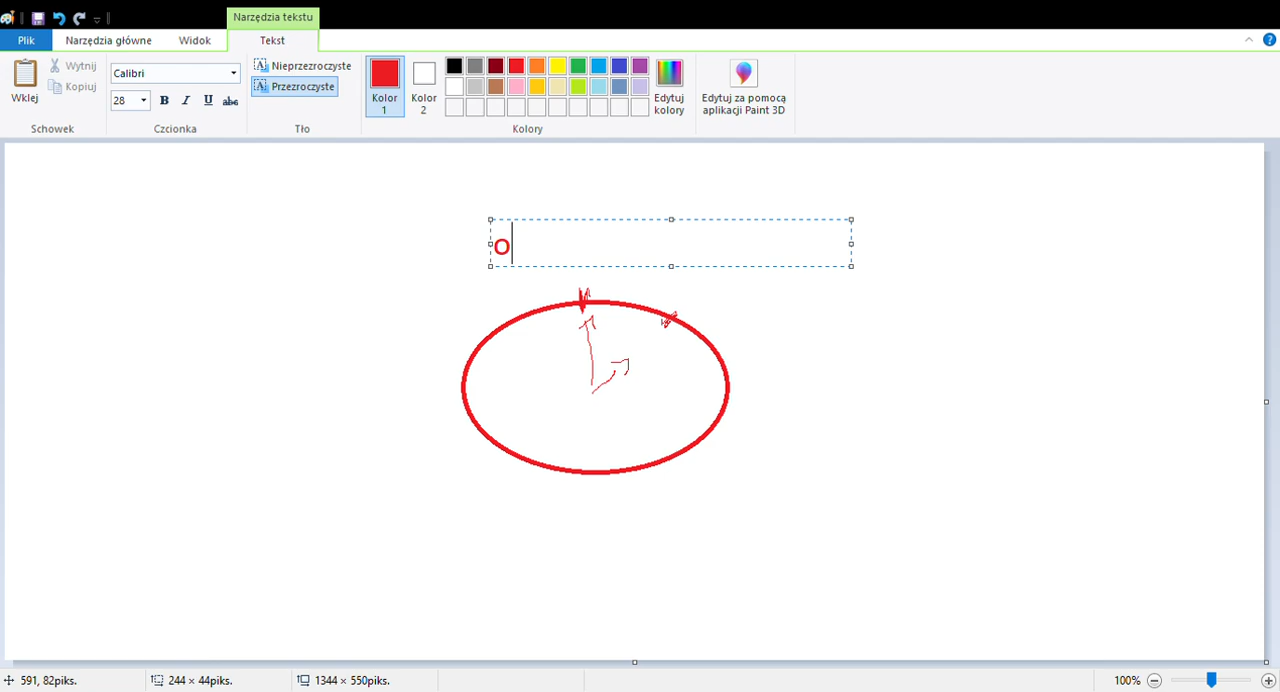 Narzędzia tekstu
Plik
Narzędzia główne
Widok
Tekst
Wklej
Wytnij
Kopiuj
Schowek
Calibri
28
B I U abc
Czcionka
Nieprzezroczyste
Przezroczyste
Tło
Kolor 1
Kolor 2
Edytuj kolory
Kolory
Edytuj za pomocą
aplikacji Paint 3D
O
591, 82piks.
244 × 44piks.
1344 × 550piks.
100%